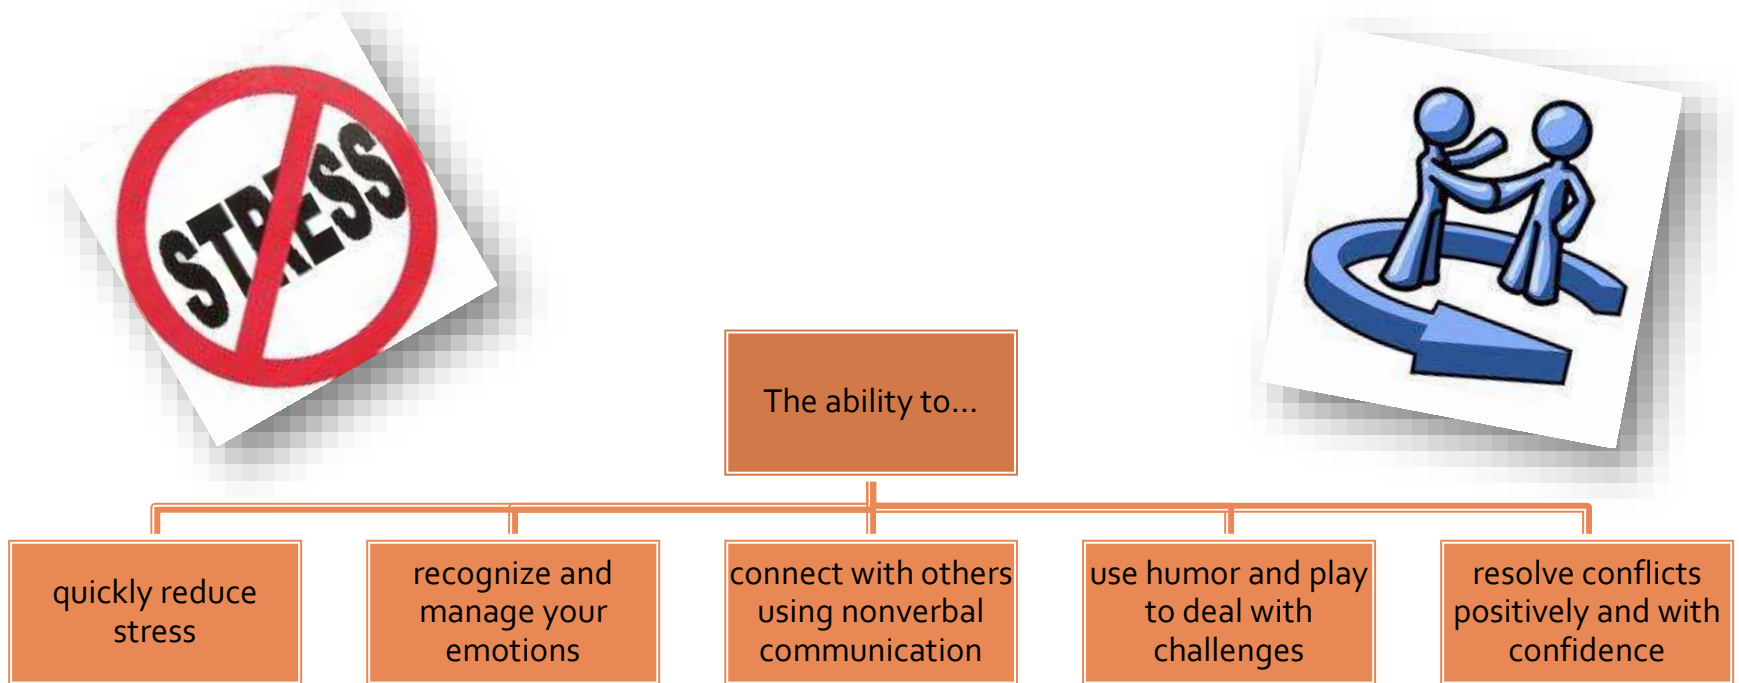 STRESS
The ability to...
quickly reduce
stress
recognize and
manage your
emotions
connect with others
using nonverbal
communication
use humor and play
to deal with
challenges
resolve conflicts
positively and with
confidence